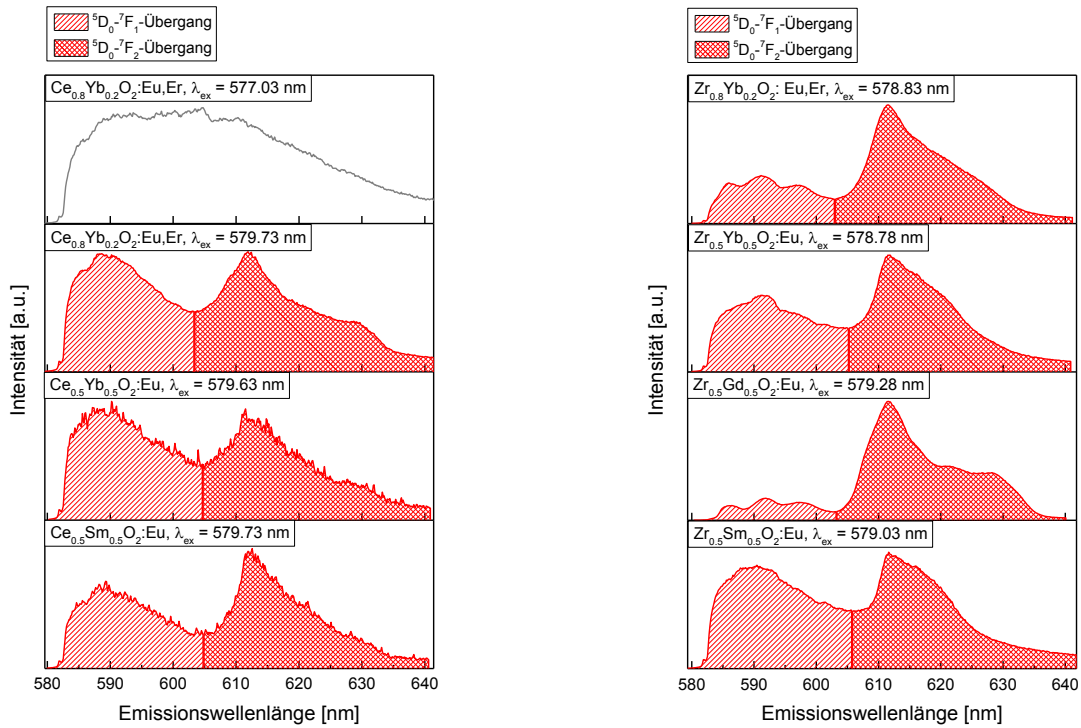 ⁵D₀-⁷F₁-Übergang
⁵D₀-⁷F₂-Übergang
Ce₀.₈Yb₀.₂O₂:Eu,Er, λₑₓ = 577.03 nm
Ce₀.₈Yb₀.₂O₂:Eu,Er, λₑₓ = 579.73 nm
Ce₀.₅Yb₀.₅O₂:Eu, λₑₓ = 579.63 nm
Ce₀.₅Sm₀.₅O₂:Eu, λₑₓ = 579.73 nm
Intensität [a.u.]
580 590 600 610 620 630 640
Emissionswellenlänge [nm]
⁵D₀-⁷F₁-Übergang
⁵D₀-⁷F₂-Übergang
Zr₀.₈Yb₀.₂O₂: Eu,Er, λₑₓ = 578.83 nm
Zr₀.₅Yb₀.₅O₂:Eu, λₑₓ = 578.78 nm
Zr₀.₅Gd₀.₅O₂:Eu, λₑₓ = 579.28 nm
Zr₀.₅Sm₀.₅O₂:Eu, λₑₓ = 579.03 nm
Intensität [a.u.]
580 590 600 610 620 630 640
Emissionswellenlänge [nm]